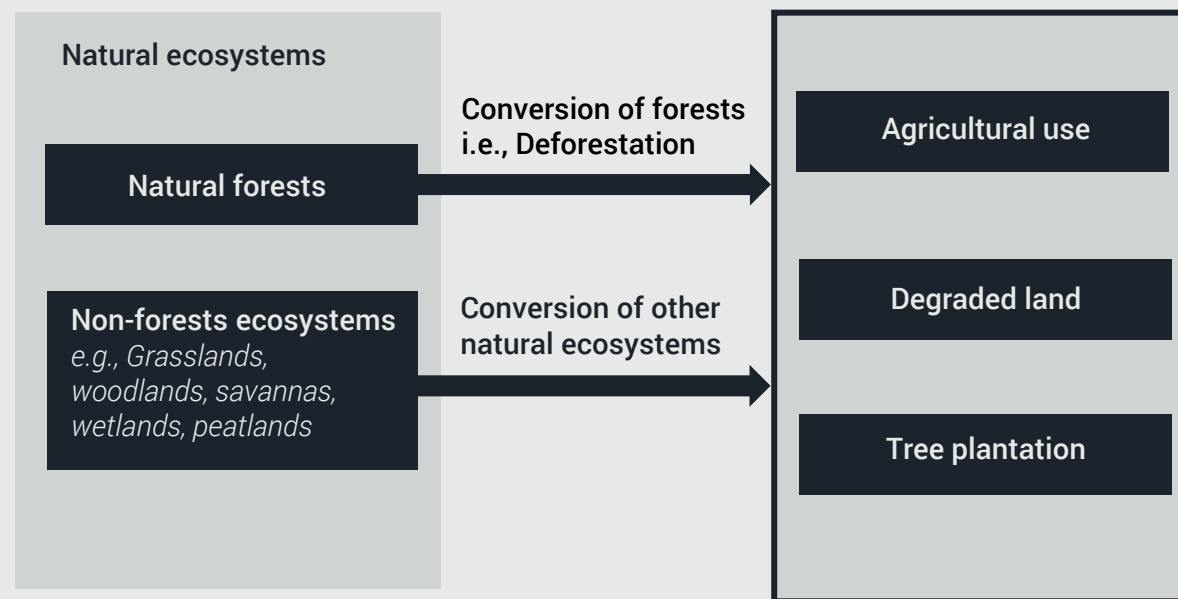 Natural ecosystems
Natural forests
Non-forests ecosystems
e.g., Grasslands,
woodlands, savannas,
wetlands, peatlands
Conversion of forests
i.e., Deforestation
Conversion of other
natural ecosystems
Agricultural use
Degraded land
Tree plantation